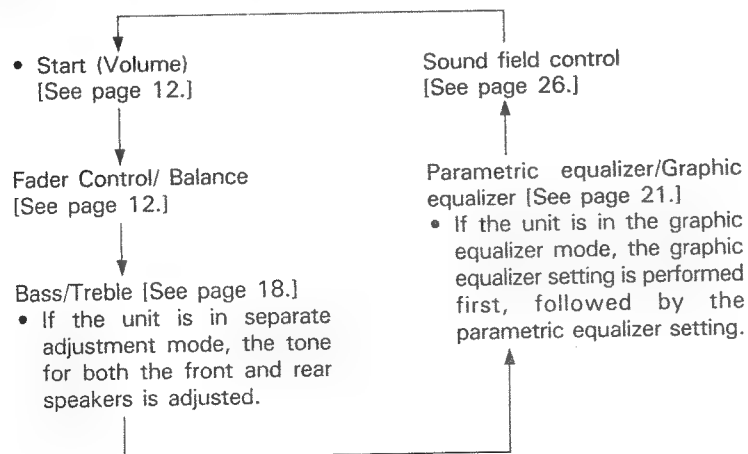 • Start (Volume)
[See page 12.]
Fader Control/ Balance
[See page 12.]
Bass/Treble [See page 18.]
• If the unit is in separate
adjustment mode, the tone
for both the front and rear
speakers is adjusted.
Parametric equalizer/Graphic
equalizer [See page 21.]
• If the unit is in the graphic
equalizer mode, the graphic
equalizer setting is performed
first, followed by the
parametric equalizer setting.
Sound field control
[See page 26.]